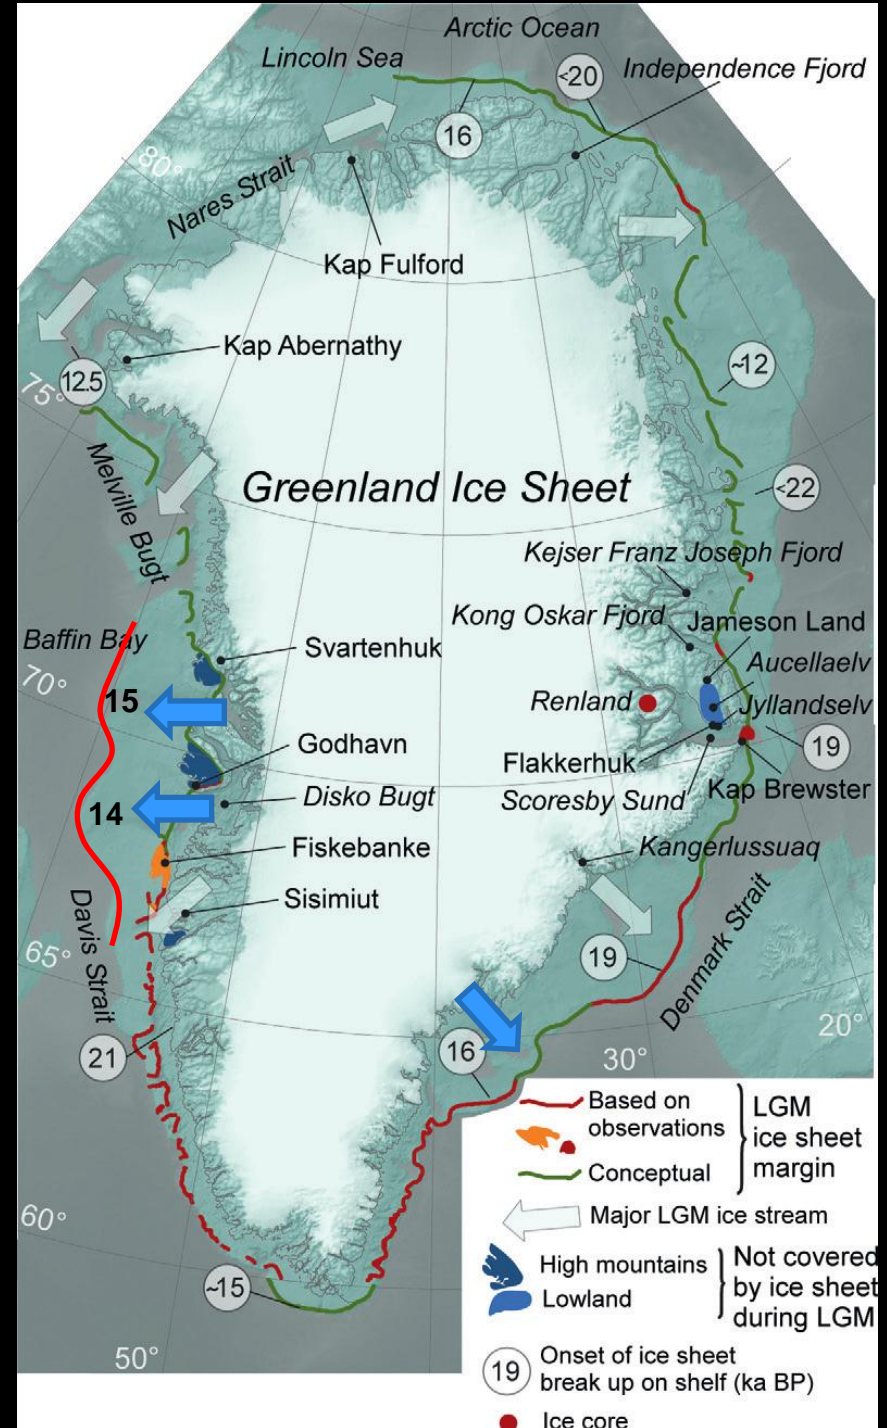 Arctic Ocean
Lincoln Sea
<20
Independence Fjord
16
80°
Nares Strait
Kap Fulford
Kap Abernathy
12.5
75°
~12
Melville Bugt
Greenland Ice Sheet
<22
Kejser Franz Joseph Fjord
Kong Oskar Fjord
Jameson Land
Baffin Bay
Svartenhuk
Aucellaelv
70°
15
Renland
Jyllandselv
Godhavn
19
Flakkerhuk
Disko Bugt
Scoresby Sund
Kap Brewster
14
Fiskebanke
Kangerlussuaq
Sisimiut
Davis Strait
65°
19
Denmark Strait
20°
21
16
30°
Based on
observations
Conceptual
LGM
ice sheet
margin
Major LGM ice stream
60°
High mountains
Lowland
Not covered
by ice sheet
during LGM
~15
50°
19
Onset of ice sheet
break up on shelf (ka BP)
Ice core